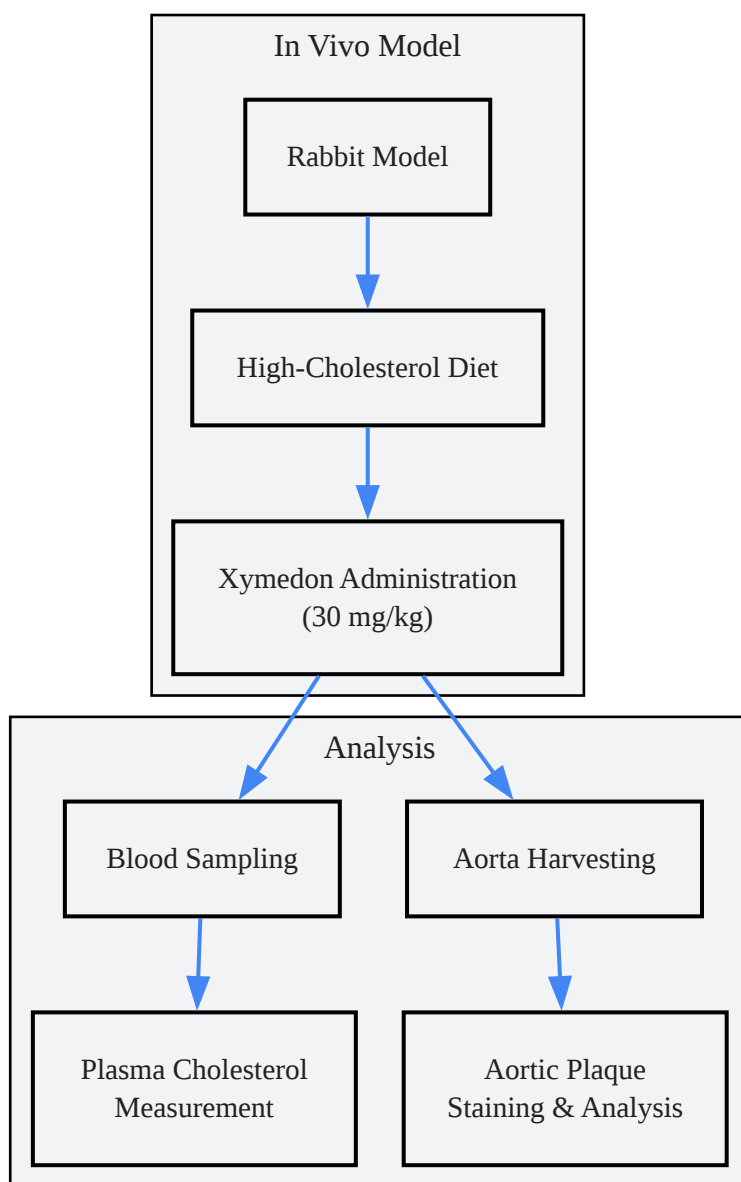 In Vivo Model
Rabbit Model
High-Cholesterol Diet
Xymedon Administration
(30 mg/kg)
Analysis
Blood Sampling
Aorta Harvesting
Plasma Cholesterol
Measurement
Aortic Plaque
Staining & Analysis